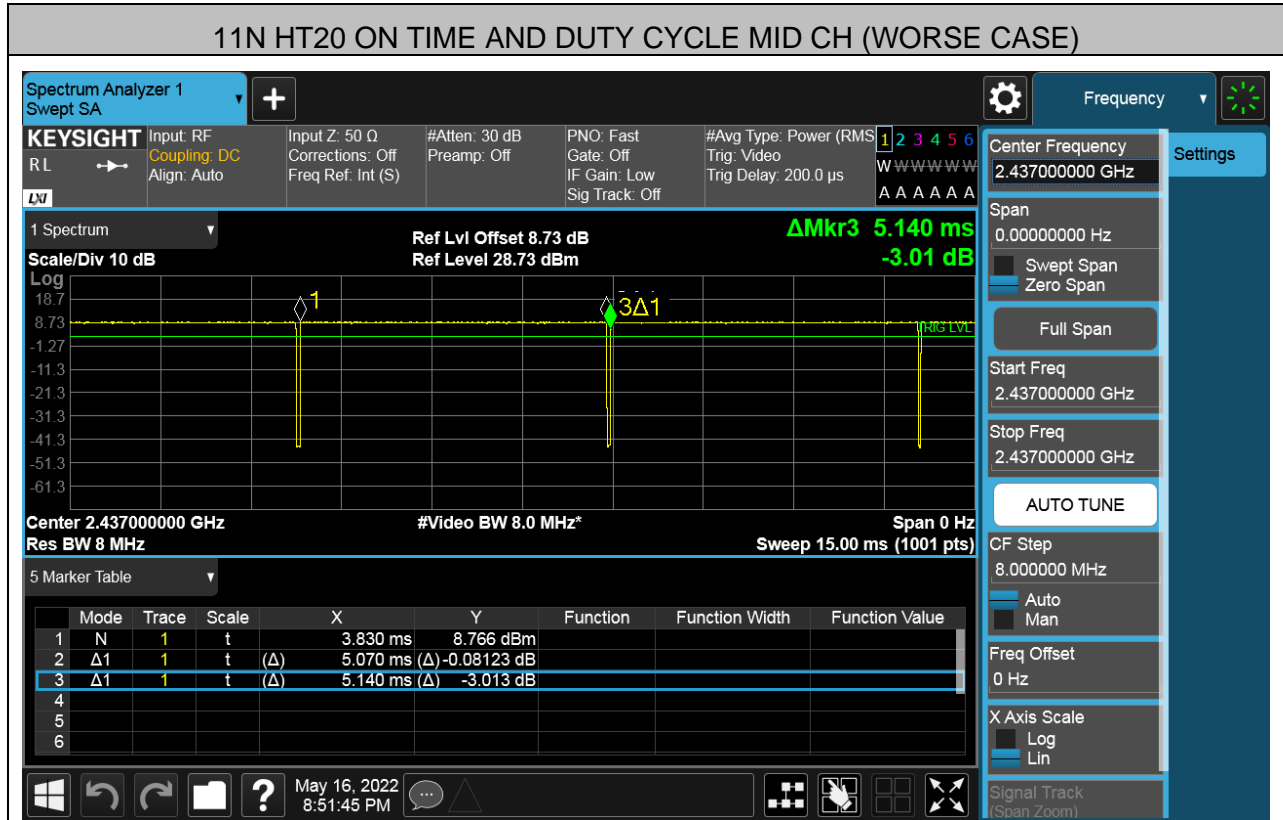 11N HT20 ON TIME AND DUTY CYCLE MID CH (WORSE CASE)
Spectrum Analyzer 1
Swept SA
Frequency
KEYSIGHT
RL
LXI
Input: RF
Coupling: DC
Align: Auto
Input Z: 50 Ω
Corrections: Off
Freq Ref: Int (S)
#Atten: 30 dB
Preamp: Off
PNO: Fast
Gate: Off
IF Gain: Low
Sig Track: Off
#Avg Type: Power (RMS
Trig: Video
Trig Delay: 200.0 µs
1 2 3 4 5 6
W W W W W W
A A A A A A
1 Spectrum
Scale/Div 10 dB
Ref Lvl Offset 8.73 dB
Ref Level 28.73 dBm
ΔMkr3 5.140 ms
-3.01 dB
Log
18.7
8.73
-1.27
-11.3
-21.3
-31.3
-41.3
-51.3
-61.3
1
3Δ1
TRIG LVL
Center 2.437000000 GHz
#Video BW 8.0 MHz*
Span 0 Hz
Res BW 8 MHz
Sweep 15.00 ms (1001 pts)
5 Marker Table
Mode Trace Scale X Y Function Function Width Function Value
1 N 1 t 3.830 ms 8.766 dBm
2 Δ1 1 t (Δ) 5.070 ms (Δ) -0.08123 dB
3 Δ1 1 t (Δ) 5.140 ms (Δ) -3.013 dB
4
5
6
May 16, 2022
8:51:45 PM
Center Frequency
2.437000000 GHz
Settings
Span
0.00000000 Hz
Swept Span
Zero Span
Full Span
Start Freq
2.437000000 GHz
Stop Freq
2.437000000 GHz
AUTO TUNE
CF Step
8.000000 MHz
Auto
Man
Freq Offset
0 Hz
X Axis Scale
Log
Lin
Signal Track
(Span Zoom)